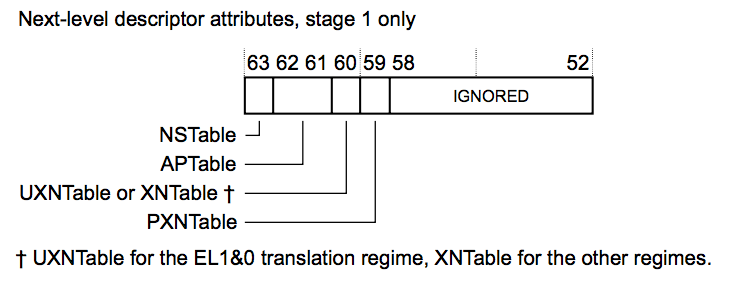 Next-level descriptor attributes, stage 1 only
63 62 61 60 59 58 52
IGNORED
NSTable
APTable
UXNTable or XNTable †
PXNTable
† UXNTable for the EL1&0 translation regime, XNTable for the other regimes.